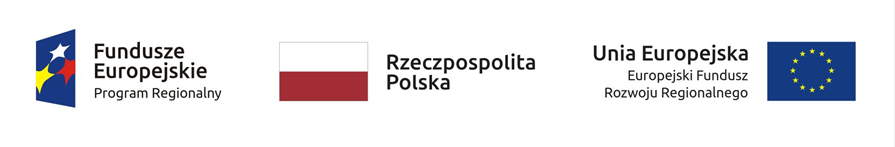 Fundusze
Europejskie
Program Regionalny
Rzeczpospolita
Polska
Unia Europejska
Europejski Fundusz
Rozwoju Regionalnego